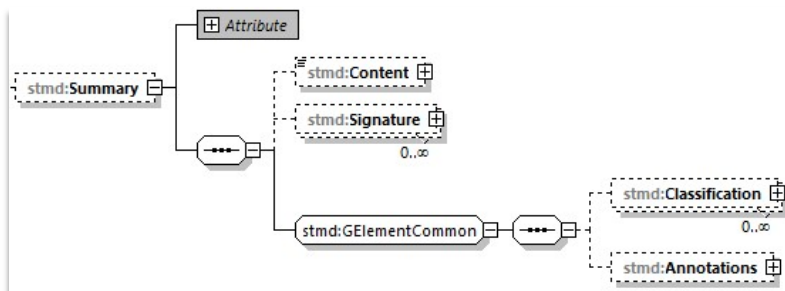 Attribute
stmd:Summary
stmd:Content
stmd:Signature
0..∞
stmd:GElementCommon
stmd:Classification
0..∞
stmd:Annotations